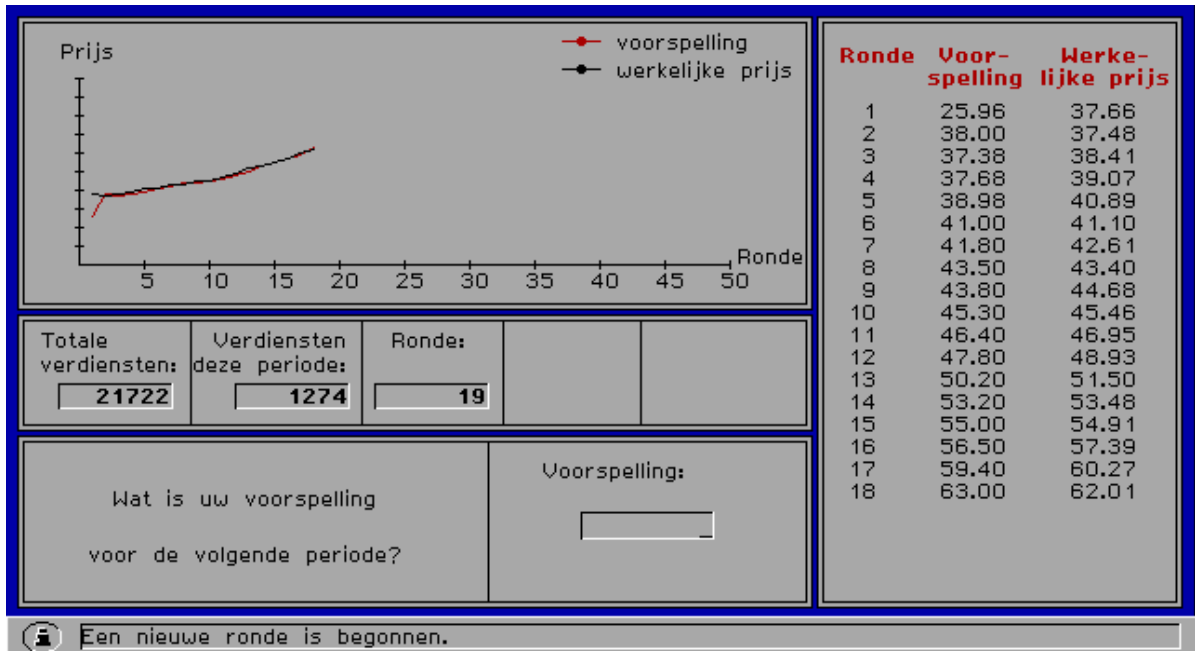 Prijs
voorspelling
werkelijke prijs
Ronde
5 10 15 20 25 30 35 40 45 50
Totale verdiensten:
21722
Verdiensten deze periode:
1274
Ronde:
19
Wat is uw voorspelling
voor de volgende periode?
Voorspelling:
Ronde Voor- Werke-
spelling lijke prijs
1 25.96 37.66
2 38.00 37.48
3 37.38 38.41
4 37.68 39.07
5 38.98 40.89
6 41.00 41.10
7 41.80 42.61
8 43.50 43.40
9 43.80 44.68
10 45.30 45.46
11 46.40 46.95
12 47.80 48.93
13 50.20 51.50
14 53.20 53.48
15 55.00 54.91
16 56.50 57.39
17 59.40 60.27
18 63.00 62.01
Een nieuwe ronde is begonnen.